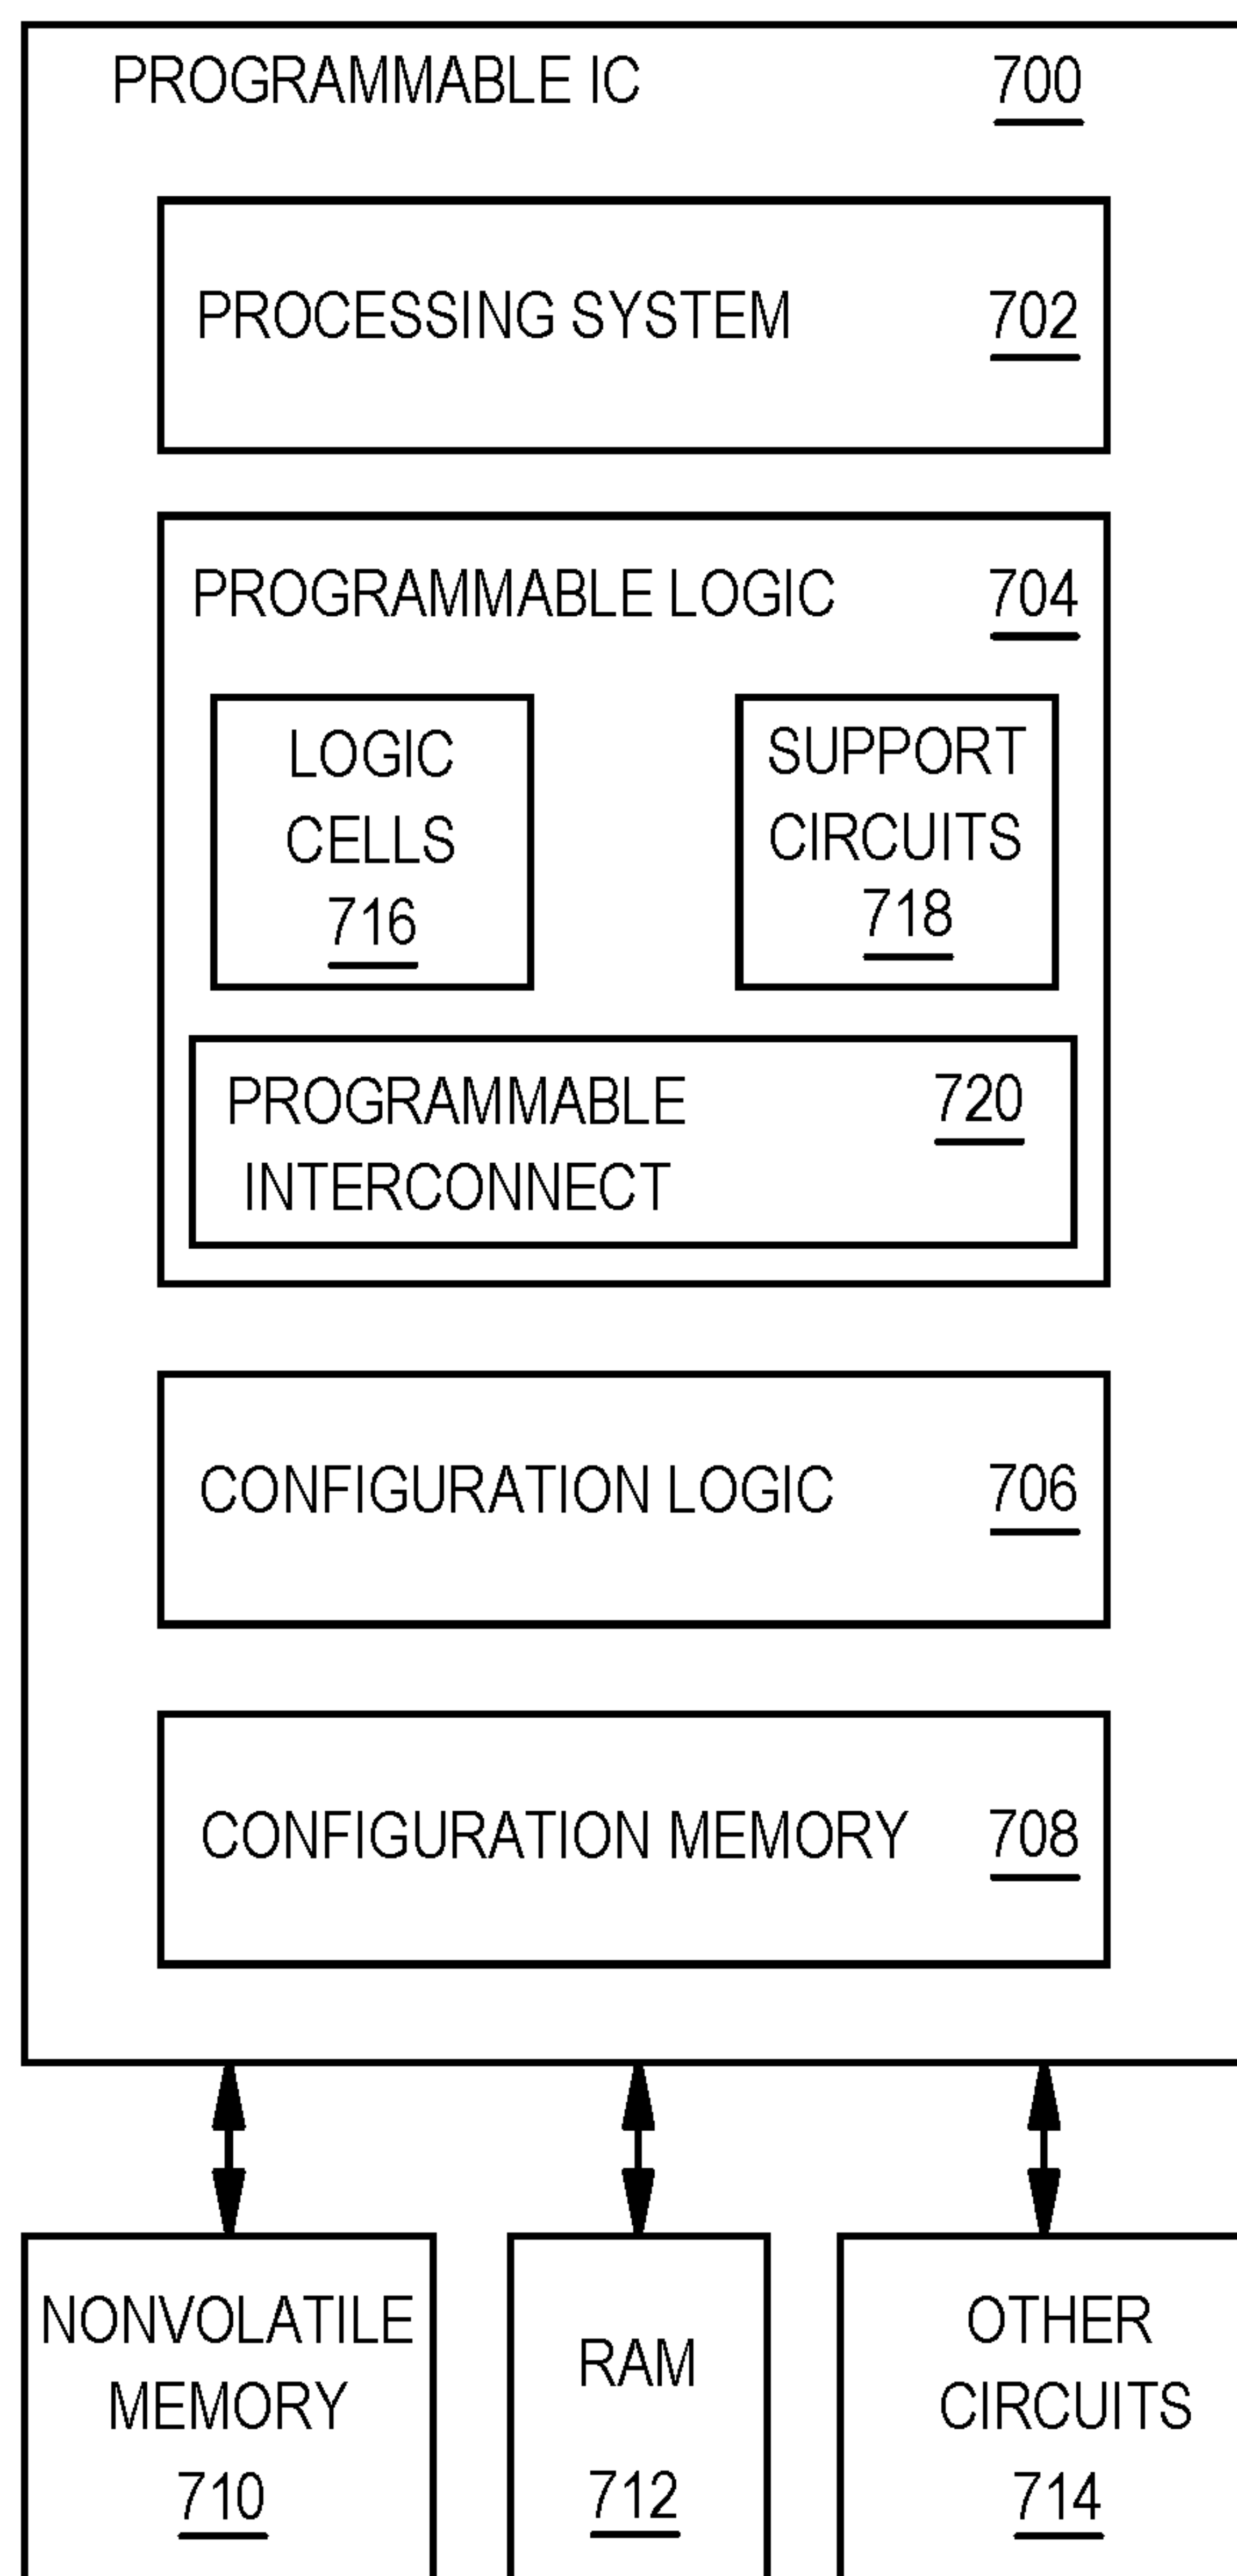 PROGRAMMABLE IC 700
PROCESSING SYSTEM 702
PROGRAMMABLE LOGIC 704
LOGIC
CELLS
716
SUPPORT
CIRCUITS
718
PROGRAMMABLE 720
INTERCONNECT
CONFIGURATION LOGIC 706
CONFIGURATION MEMORY 708
NONVOLATILE
MEMORY
710
RAM
712
OTHER
CIRCUITS
714